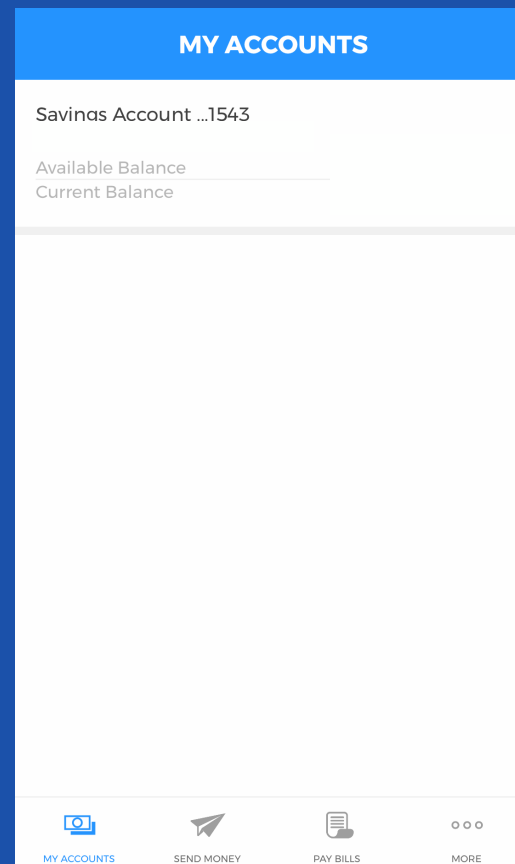 MY ACCOUNTS
Savings Account ...1543
Available Balance
Current Balance
MY ACCOUNTS
SEND MONEY
PAY BILLS
MORE